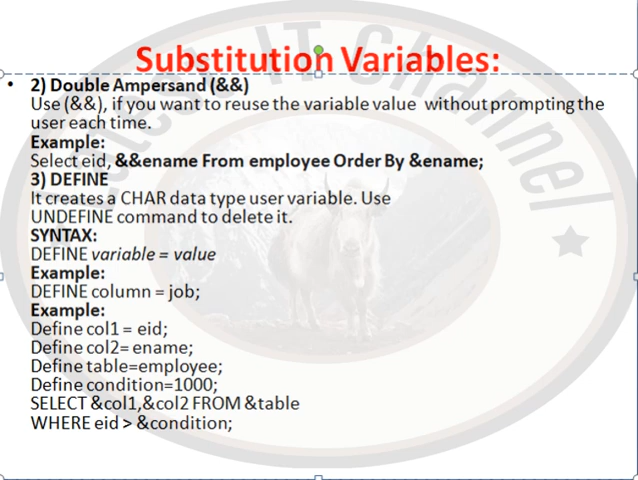 Substitution Variables:
• 2) Double Ampersand (&&)
Use (&&), if you want to reuse the variable value without prompting the
user each time.
Example:
Select eid, &&ename From employee Order By &ename;
3) DEFINE
It creates a CHAR data type user variable. Use
UNDEFINE command to delete it.
SYNTAX:
DEFINE variable = value
Example:
DEFINE column = job;
Example:
Define col1 = eid;
Define col2= ename;
Define table=employee;
Define condition=1000;
SELECT &col1,&col2 FROM &table
WHERE eid > &condition;
IT Channel